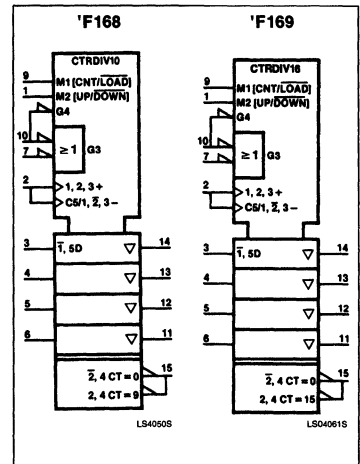 'F168
CTRDIV10
9 M1 [CNT/L̅O̅A̅D̅]
1 M2 [UP/D̅O̅W̅N̅]
G4
10
7 ≥ 1 G3
2 1, 2, 3 +
C5/1, 2̅, 3 −
3 1̅, 5D ▽ 14
4 ▽ 13
5 ▽ 12
6 ▽ 11
2̅, 4 CT = 0 15
2, 4 CT = 9
LS4050S
'F169
CTRDIV16
9 M1 [CNT/L̅O̅A̅D̅]
1 M2 [UP/D̅O̅W̅N̅]
G4
10
7 ≥ 1 G3
2 1, 2, 3 +
C5/1, 2̅, 3 −
3 1̅, 5D ▽ 14
4 ▽ 13
5 ▽ 12
6 ▽ 11
2̅, 4 CT = 0 15
2, 4 CT = 15
LS04061S